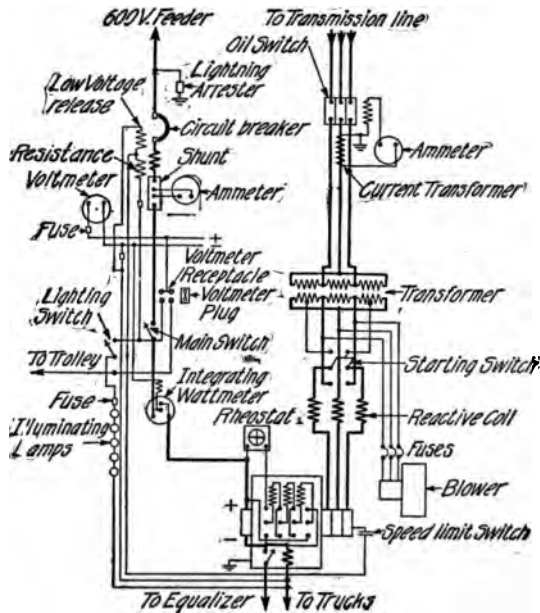 600V. Feeder
To Transmission line
Oil Switch
Lightning
Arrester
Low Voltage
release
Circuit breaker
Resistance
Shunt
Voltmeter
Ammeter
Ammeter
Current Transformer
Fuse
±
Voltmeter
Receptacle
Voltmeter
Plug
Transformer
Lighting
Switch
Main Switch
To Trolley
Starting Switch
Integrating
Wattmeter
Fuse
Rheostat
Reactive Coil
Illuminating
Lamps
Fuses
Blower
+
-
Speed limit Switch
To Equalizer
To Trucks